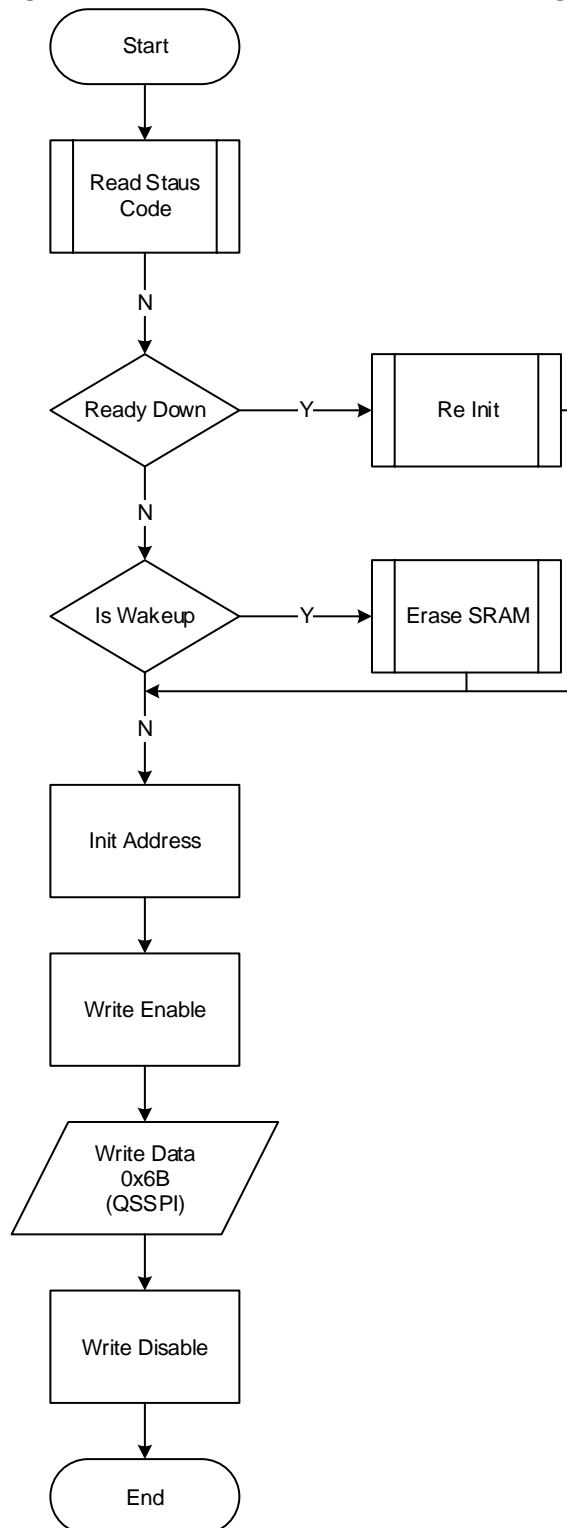 Start
Read Staus
Code
N
Ready Down
Y
Re Init
N
Is Wakeup
Y
Erase SRAM
N
Init Address
Write Enable
Write Data
0x6B
(QSSPI)
Write Disable
End